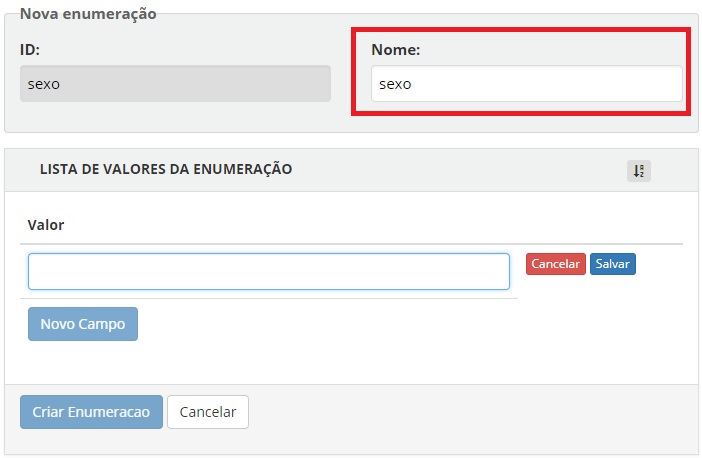 Nova enumeração
ID:
Nome:
sexo
sexo
LISTA DE VALORES DA ENUMERAÇÃO
Valor
Cancelar Salvar
Novo Campo
Criar Enumeracao Cancelar